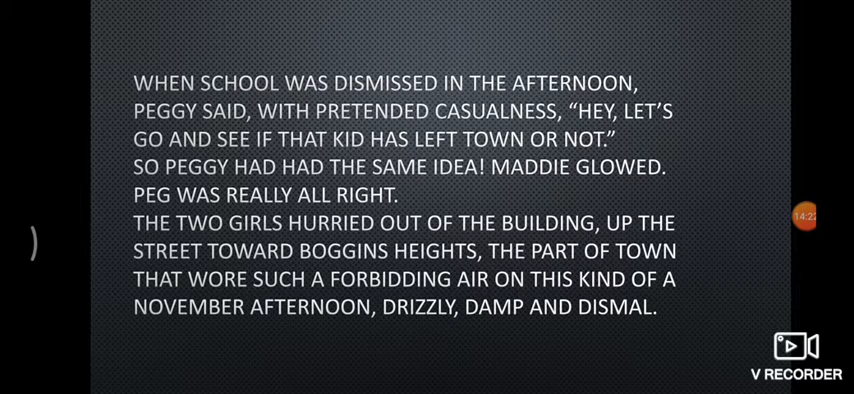 WHEN SCHOOL WAS DISMISSED IN THE AFTERNOON,
PEGGY SAID, WITH PRETENDED CASUALNESS, “HEY, LET’S
GO AND SEE IF THAT KID HAS LEFT TOWN OR NOT.”
SO PEGGY HAD HAD THE SAME IDEA! MADDIE GLOWED.
PEG WAS REALLY ALL RIGHT.
THE TWO GIRLS HURRIED OUT OF THE BUILDING, UP THE
STREET TOWARD BOGGINS HEIGHTS, THE PART OF TOWN
THAT WORE SUCH A FORBIDDING AIR ON THIS KIND OF A
NOVEMBER AFTERNOON, DRIZZLY, DAMP AND DISMAL.
14:22
V RECORDER